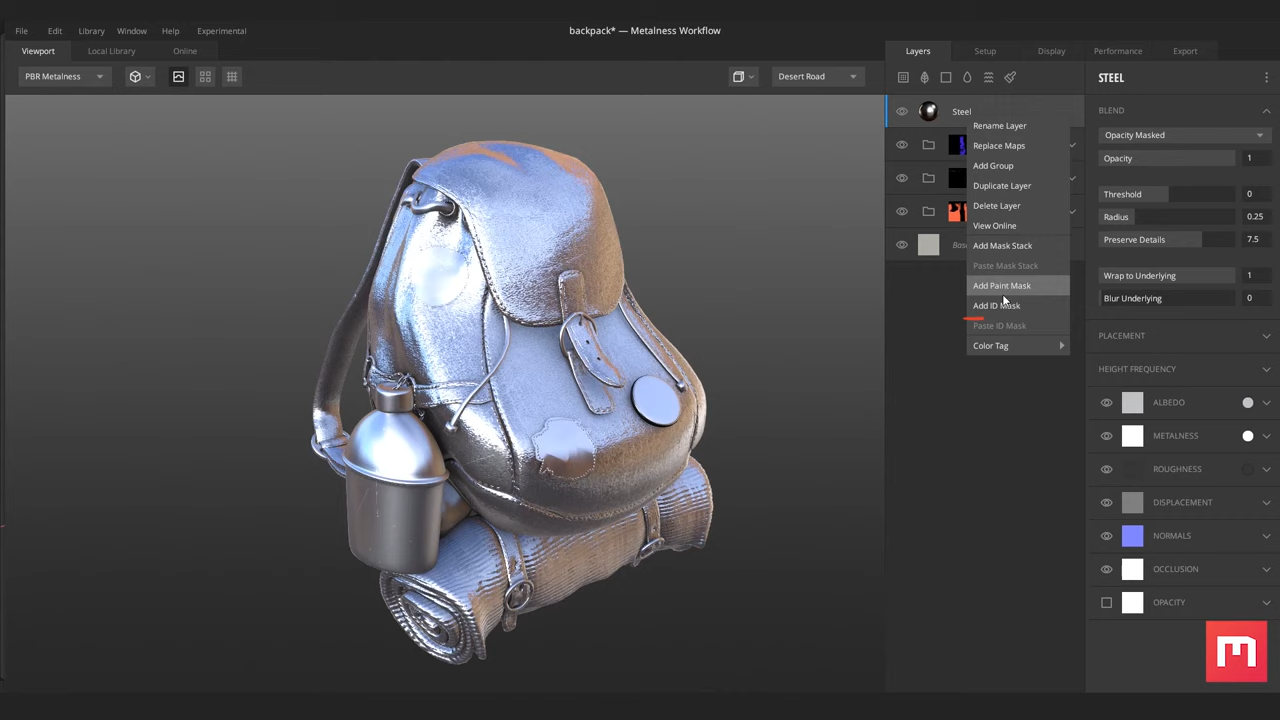 backpack* — Metalness Workflow
File Edit Library Window Help Experimental
Viewport Local Library Online
Layers Setup Display Performance Export
PBR Metalness
Desert Road
Steel
Rename Layer
Replace Maps
Add Group
Duplicate Layer
Delete Layer
View Online
Add Mask Stack
Paste Mask Stack
Add Paint Mask
Add ID Mask
Paste ID Mask
Color Tag
STEEL
BLEND
Opacity Masked
Opacity 1
Threshold 0
Radius 0.25
Preserve Details 7.5
Wrap to Underlying 1
Blur Underlying 0
PLACEMENT
HEIGHT FREQUENCY
ALBEDO
METALNESS
ROUGHNESS
DISPLACEMENT
NORMALS
OCCLUSION
OPACITY